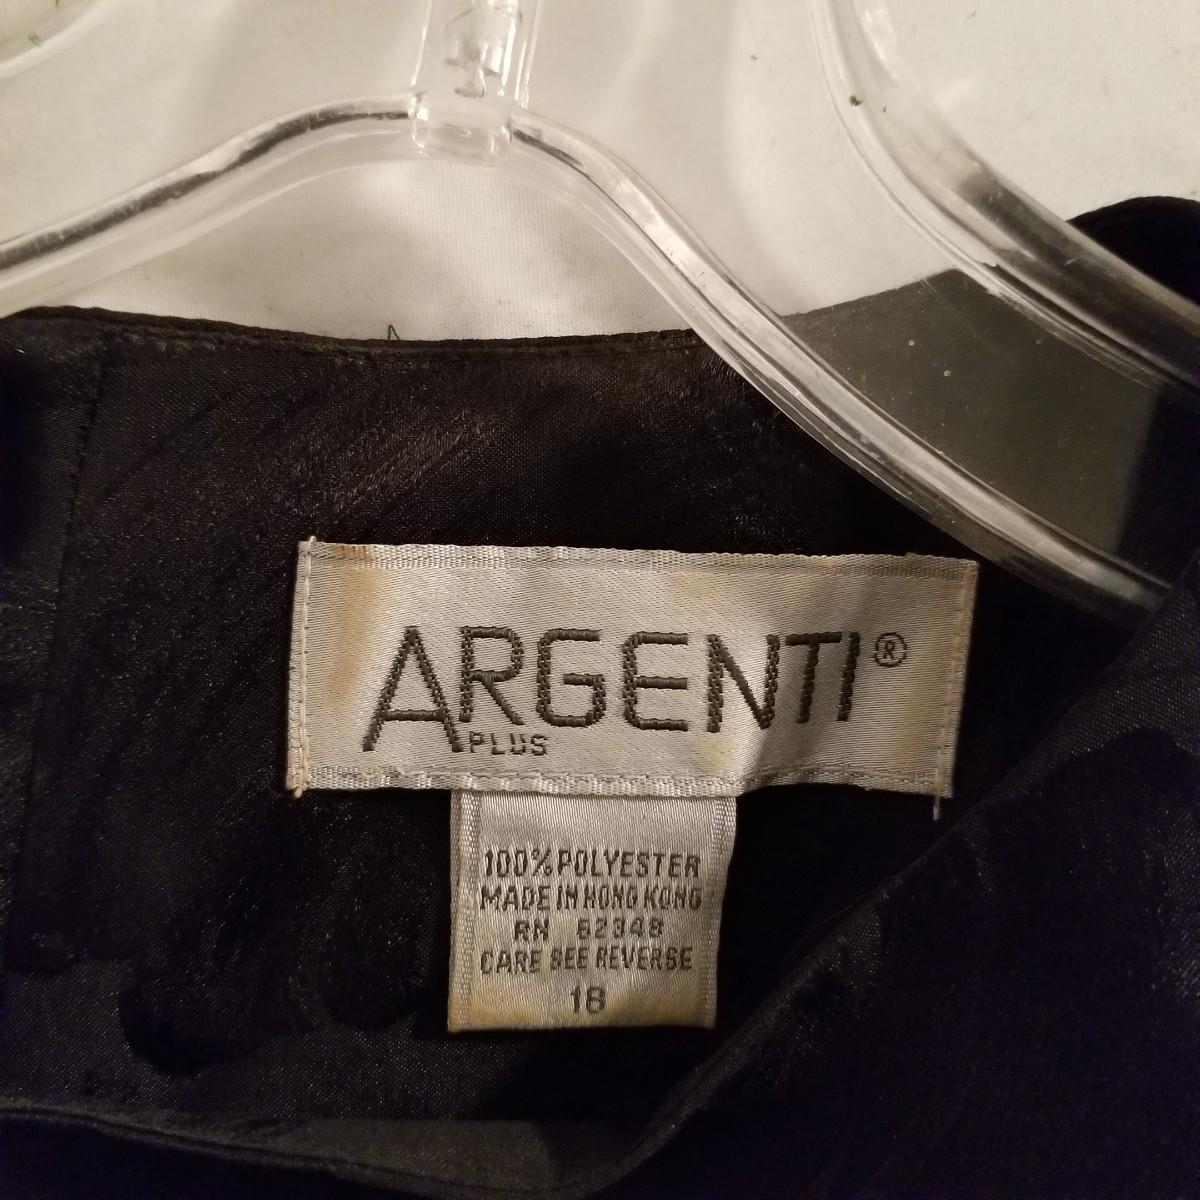 ARGENTI®
PLUS
100% POLYESTER
MADE IN HONG KONG
RN 62348
CARE SEE REVERSE
18